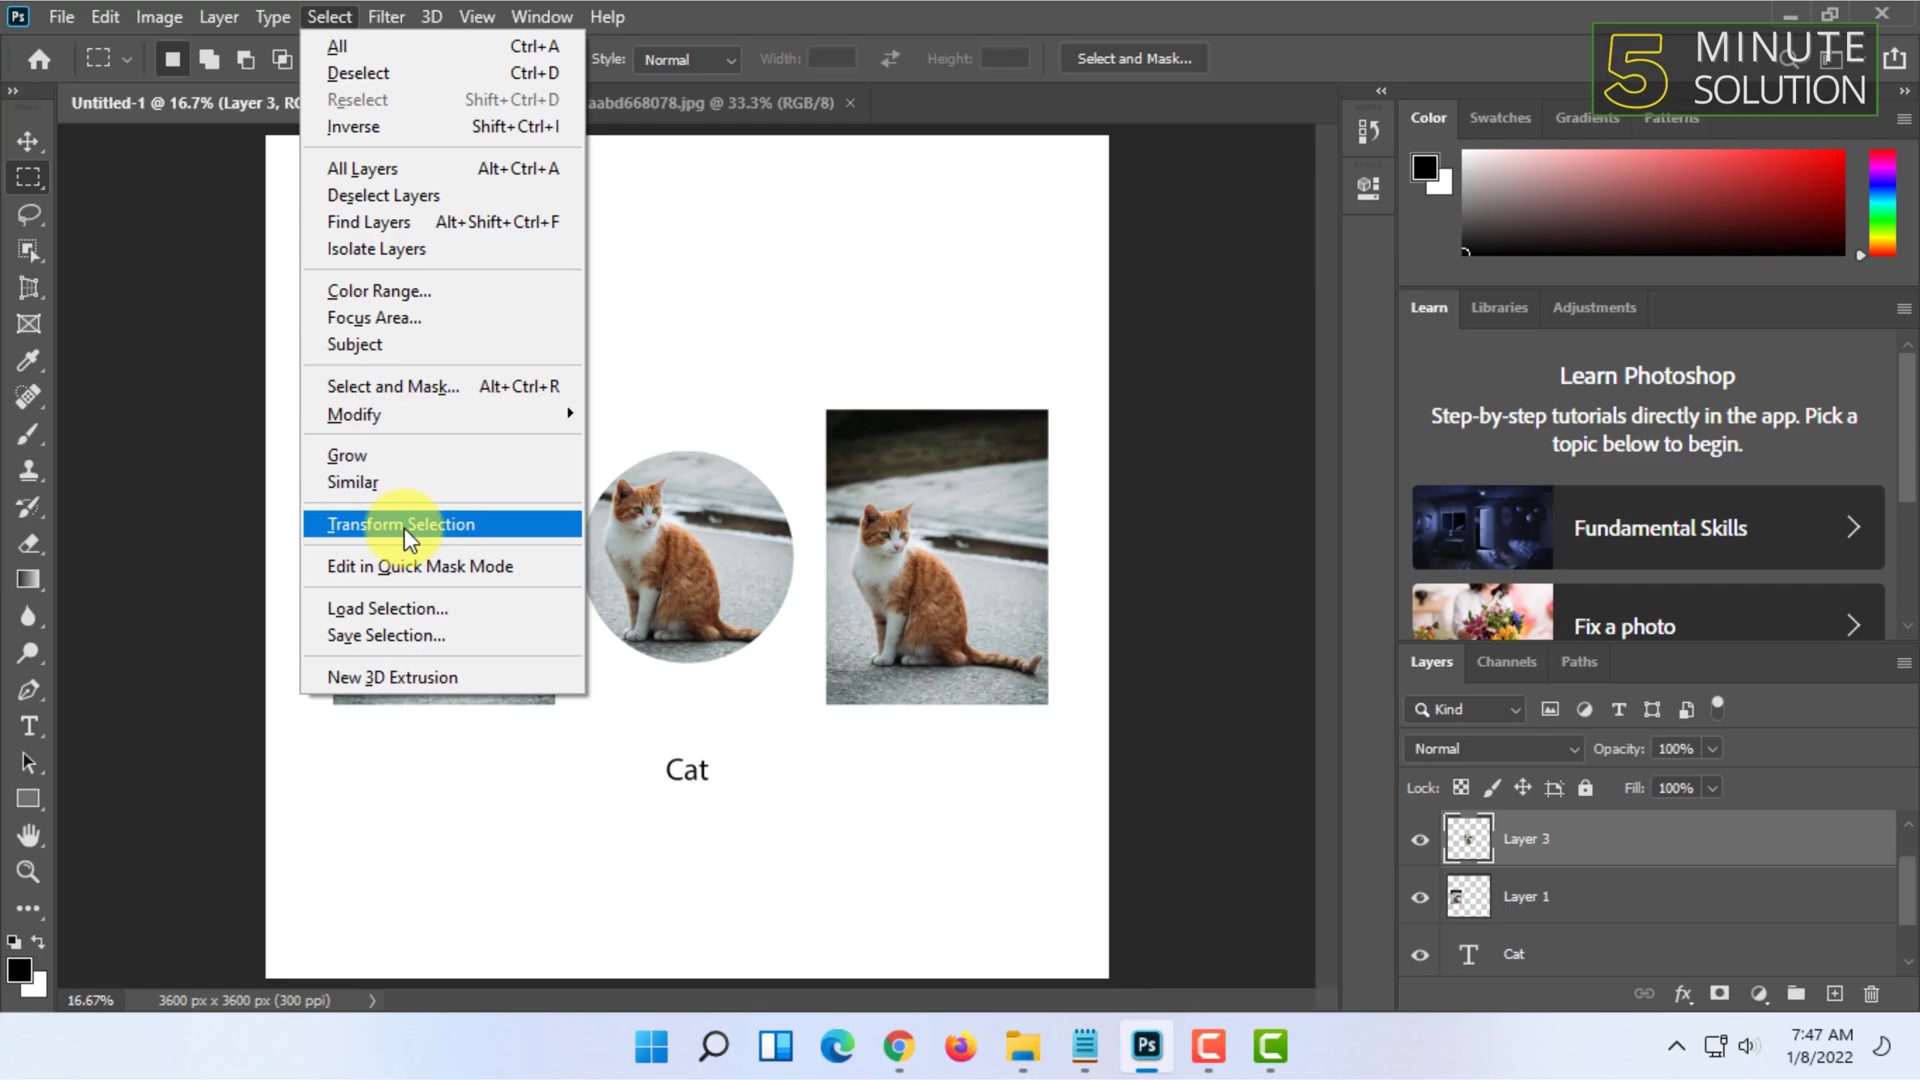 Ps File Edit Image Layer Type Select Filter 3D View Window Help
5 MINUTE SOLUTION
Style: Normal Width: Height: Select and Mask...
Untitled-1 @ 16.7% (Layer 3, R aabd668078.jpg @ 33.3% (RGB/8)
All Ctrl+A
Deselect Ctrl+D
Reselect Shift+Ctrl+D
Inverse Shift+Ctrl+I
All Layers Alt+Ctrl+A
Deselect Layers
Find Layers Alt+Shift+Ctrl+F
Isolate Layers
Color Range...
Focus Area...
Subject
Select and Mask... Alt+Ctrl+R
Modify
Grow
Similar
Transform Selection
Edit in Quick Mask Mode
Load Selection...
Save Selection...
New 3D Extrusion
Cat
Color Swatches Gradients Patterns
Learn Libraries Adjustments
Learn Photoshop
Step-by-step tutorials directly in the app. Pick a
topic below to begin.
Fundamental Skills
Fix a photo
Layers Channels Paths
Kind
Normal Opacity: 100%
Lock: Fill: 100%
Layer 3
Layer 1
Cat
fx
16.67% 3600 px x 3600 px (300 ppi)
Ps
7:47 AM
1/8/2022